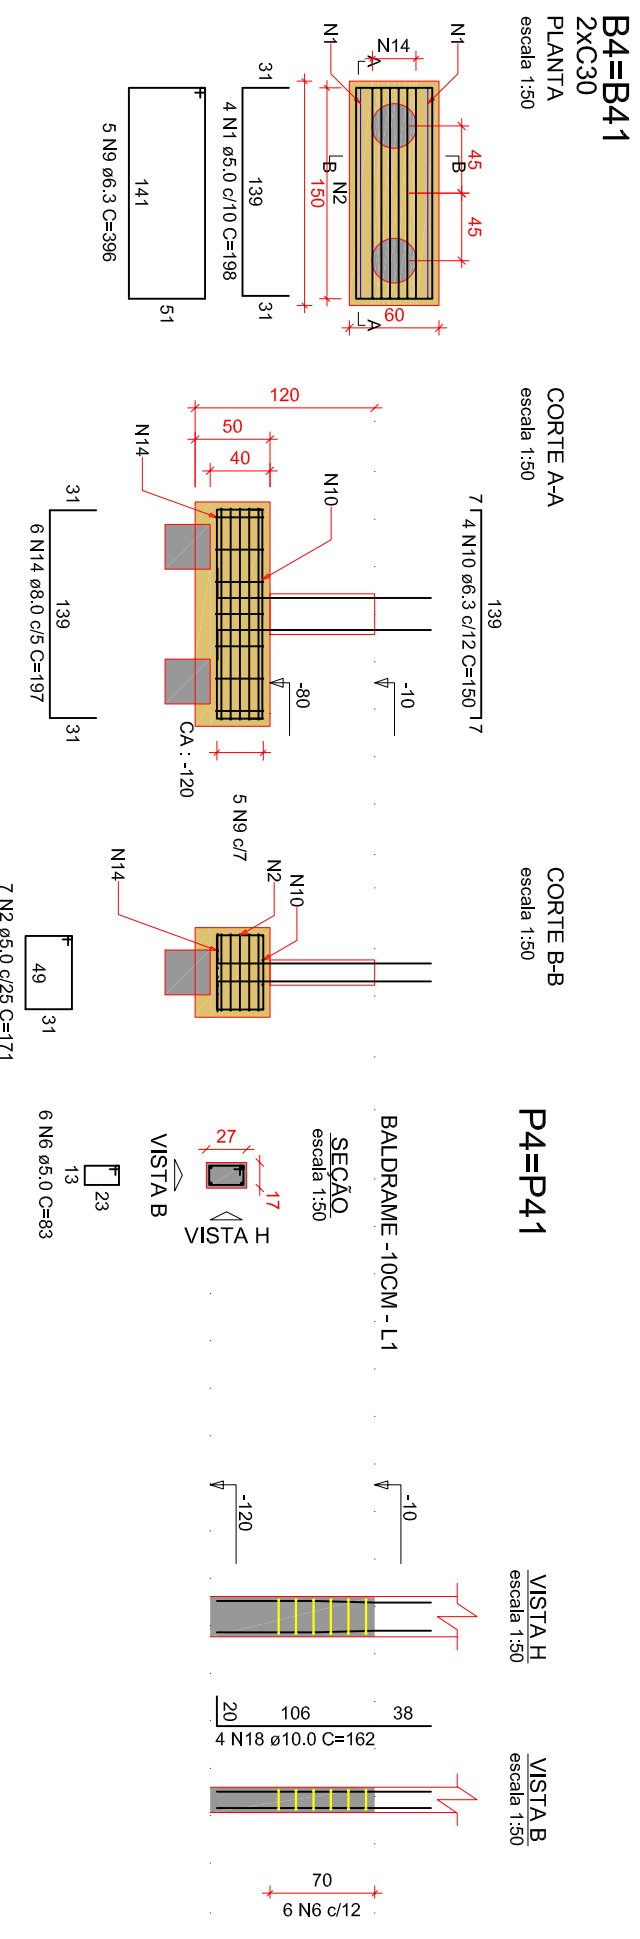 B4=B41
2xC30
PLANTA
escala 1:50
N1
N14
N1
A
45
45
B
B
N2
150
A
60
31
139
31
4 N1 ø5.0 c/10 C=198
141
51
5 N9 ø6.3 C=396
CORTE A-A
escala 1:50
7
139
7
4 N10 ø6.3 c/12 C=150
120
50
40
N14
N10
-10
-80
CA : -120
5 N9 c/7
31
139
31
6 N14 ø8.0 c/5 C=197
CORTE B-B
escala 1:50
N10
N2
N14
49
31
7 N2 ø5.0 c/25 C=171
P4=P41
BALDRAME -10CM - L1
SEÇÃO
escala 1:50
27
17
VISTA H
VISTA B
23
13
6 N6 ø5.0 C=83
-10
-120
VISTA H
escala 1:50
20
106
38
4 N18 ø10.0 C=162
VISTA B
escala 1:50
70
6 N6 c/12